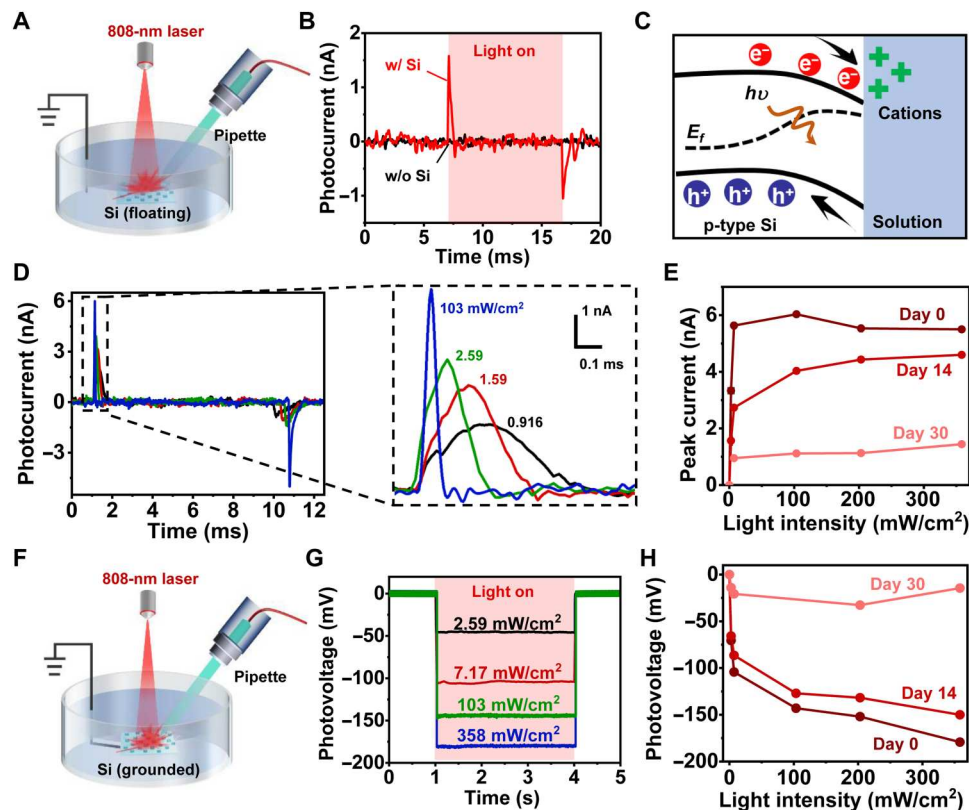 A
808-nm laser
Pipette
Si (floating)
B
Photocurrent (nA)
2
1
0
−1
w/ Si
w/o Si
Light on
0 5 10 15 20
Time (ms)
C
e⁻ e⁻ e⁻
hυ
E_f
Cations
h⁺ h⁺ h⁺
p-type Si
Solution
D
Photocurrent (nA)
6
3
0
−3
0 2 4 6 8 10 12
Time (ms)
103 mW/cm²
2.59
1.59
0.916
1 nA
0.1 ms
E
Peak current (nA)
8
6
4
2
0
Day 0
Day 14
Day 30
0 100 200 300
Light intensity (mW/cm²)
F
808-nm laser
Pipette
Si (grounded)
G
Photovoltage (mV)
0
−50
−100
−150
−200
Light on
2.59 mW/cm²
7.17 mW/cm²
103 mW/cm²
358 mW/cm²
0 1 2 3 4 5
Time (s)
H
Photovoltage (mV)
0
−50
−100
−150
−200
Day 30
Day 14
Day 0
0 100 200 300
Light intensity (mW/cm²)